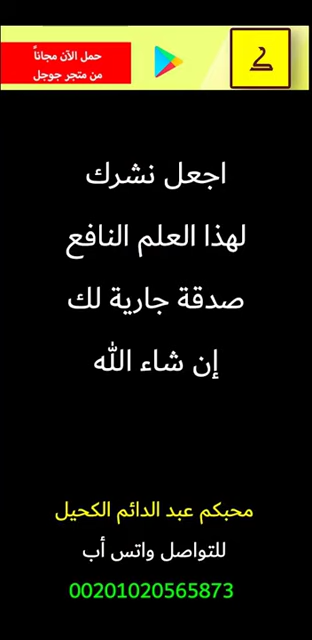 حمل الآن مجاناً
من متجر جوجل
اجعل نشرك
لهذا العلم النافع
صدقة جارية لك
إن شاء الله
محبكم عبد الدائم الكحيل
للتواصل واتس أب
00201020565873